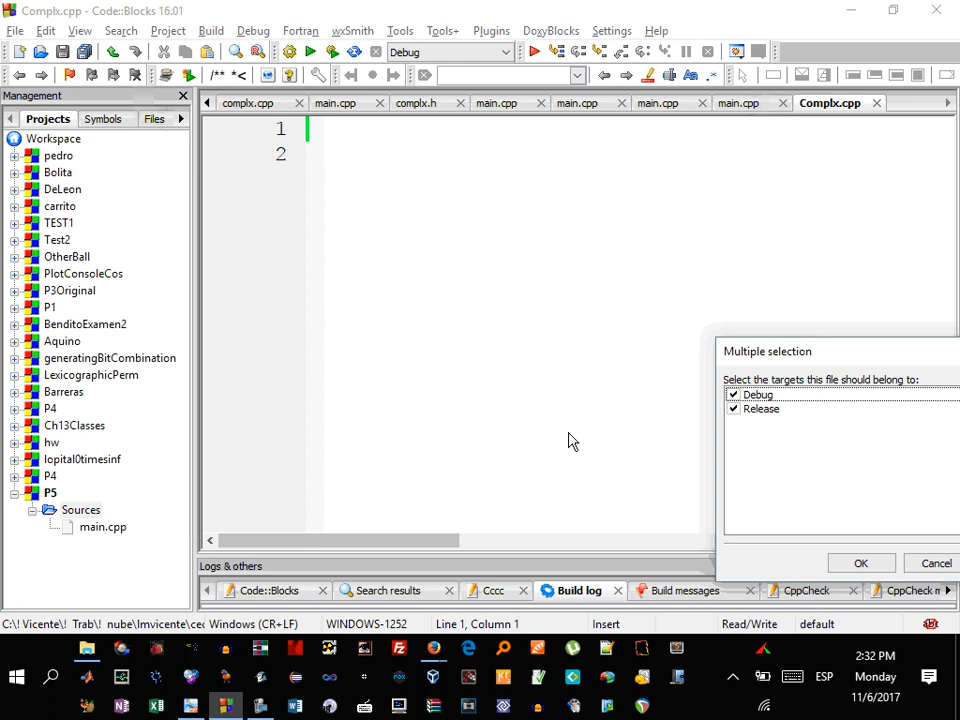 Complx.cpp - Code::Blocks 16.01
File Edit View Search Project Build Debug Fortran wxSmith Tools Tools+ Plugins DoxyBlocks Settings Help
Debug
/** *<
Management
complx.cpp main.cpp complx.h main.cpp main.cpp main.cpp main.cpp Complx.cpp
Projects Symbols Files
Workspace
pedro
Bolita
DeLeon
carrito
TEST1
Test2
OtherBall
PlotConsoleCos
P3Original
P1
BenditoExamen2
Aquino
generatingBitCombination
LexicographicPerm
Barreras
P4
Ch13Classes
hw
lopital0timesinf
P4
P5
Sources
main.cpp
1
2
Multiple selection
Select the targets this file should belong to:
Debug
Release
OK Cancel
Logs & others
Code::Blocks Search results Cccc Build log Build messages CppCheck CppCheck m
C:\! Vicente\! Trab\! nube\lmvicente\cec Windows (CR+LF) WINDOWS-1252 Line 1, Column 1 Insert Read/Write default
2:32 PM
ESP Monday
11/6/2017